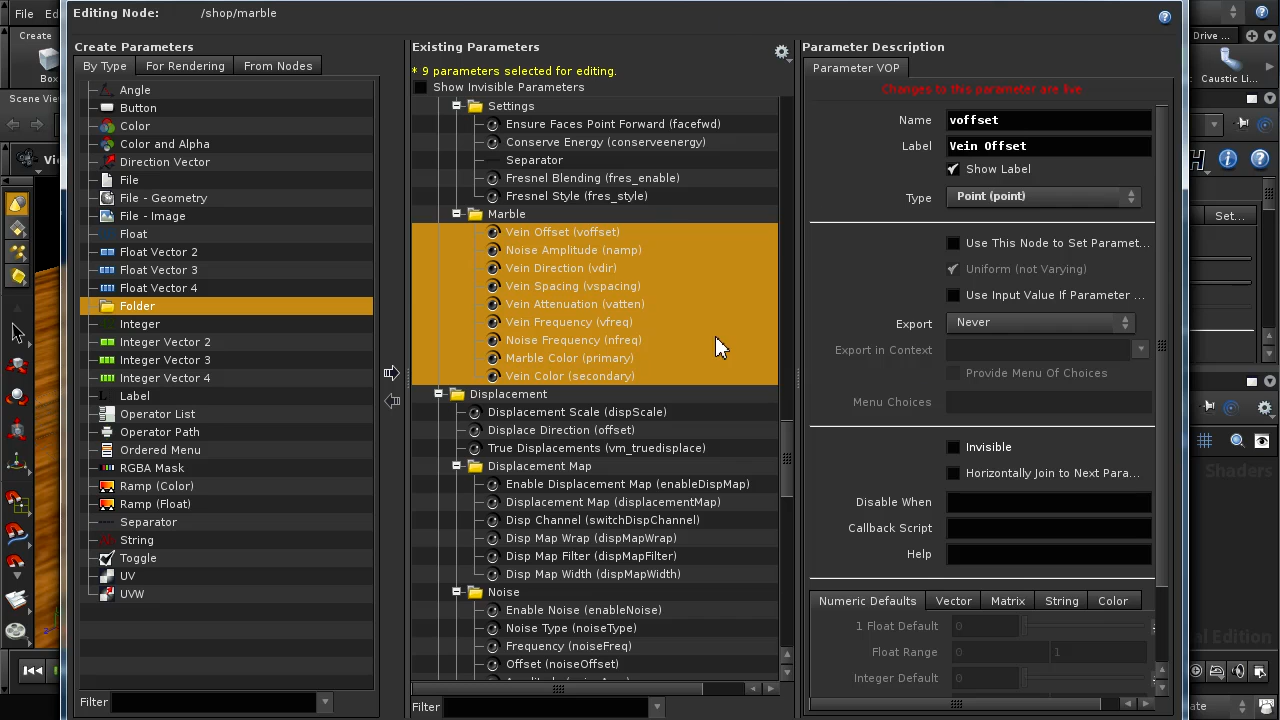 File
Ed
Editing Node:
/shop/marble
Drive ...
Create
Box
Scene View
Vi
Caustic Li...
Set...
Shaders
al Edition
ate
Create Parameters
By Type
For Rendering
From Nodes
Angle
Button
Color
Color and Alpha
Direction Vector
File
File - Geometry
File - Image
Float
Float Vector 2
Float Vector 3
Float Vector 4
Folder
Integer
Integer Vector 2
Integer Vector 3
Integer Vector 4
Label
Operator List
Operator Path
Ordered Menu
RGBA Mask
Ramp (Color)
Ramp (Float)
Separator
String
Toggle
UV
UVW
Filter
Existing Parameters
* 9 parameters selected for editing.
Show Invisible Parameters
Settings
Ensure Faces Point Forward (facefwd)
Conserve Energy (conserveenergy)
Separator
Fresnel Blending (fres_enable)
Fresnel Style (fres_style)
Marble
Vein Offset (voffset)
Noise Amplitude (namp)
Vein Direction (vdir)
Vein Spacing (vspacing)
Vein Attenuation (vatten)
Vein Frequency (vfreq)
Noise Frequency (nfreq)
Marble Color (primary)
Vein Color (secondary)
Displacement
Displacement Scale (dispScale)
Displace Direction (offset)
True Displacements (vm_truedisplace)
Displacement Map
Enable Displacement Map (enableDispMap)
Displacement Map (displacementMap)
Disp Channel (switchDispChannel)
Disp Map Wrap (dispMapWrap)
Disp Map Filter (dispMapFilter)
Disp Map Width (dispMapWidth)
Noise
Enable Noise (enableNoise)
Noise Type (noiseType)
Frequency (noiseFreq)
Offset (noiseOffset)
Filter
Parameter Description
Parameter VOP
Changes to this parameter are live
Name
voffset
Label
Vein Offset
Show Label
Type
Point (point)
Use This Node to Set Paramet...
Uniform (not Varying)
Use Input Value If Parameter ...
Export
Never
Export in Context
Provide Menu Of Choices
Menu Choices
Invisible
Horizontally Join to Next Para...
Disable When
Callback Script
Help
Numeric Defaults
Vector
Matrix
String
Color
1 Float Default
0
Float Range
0
1
Integer Default
0